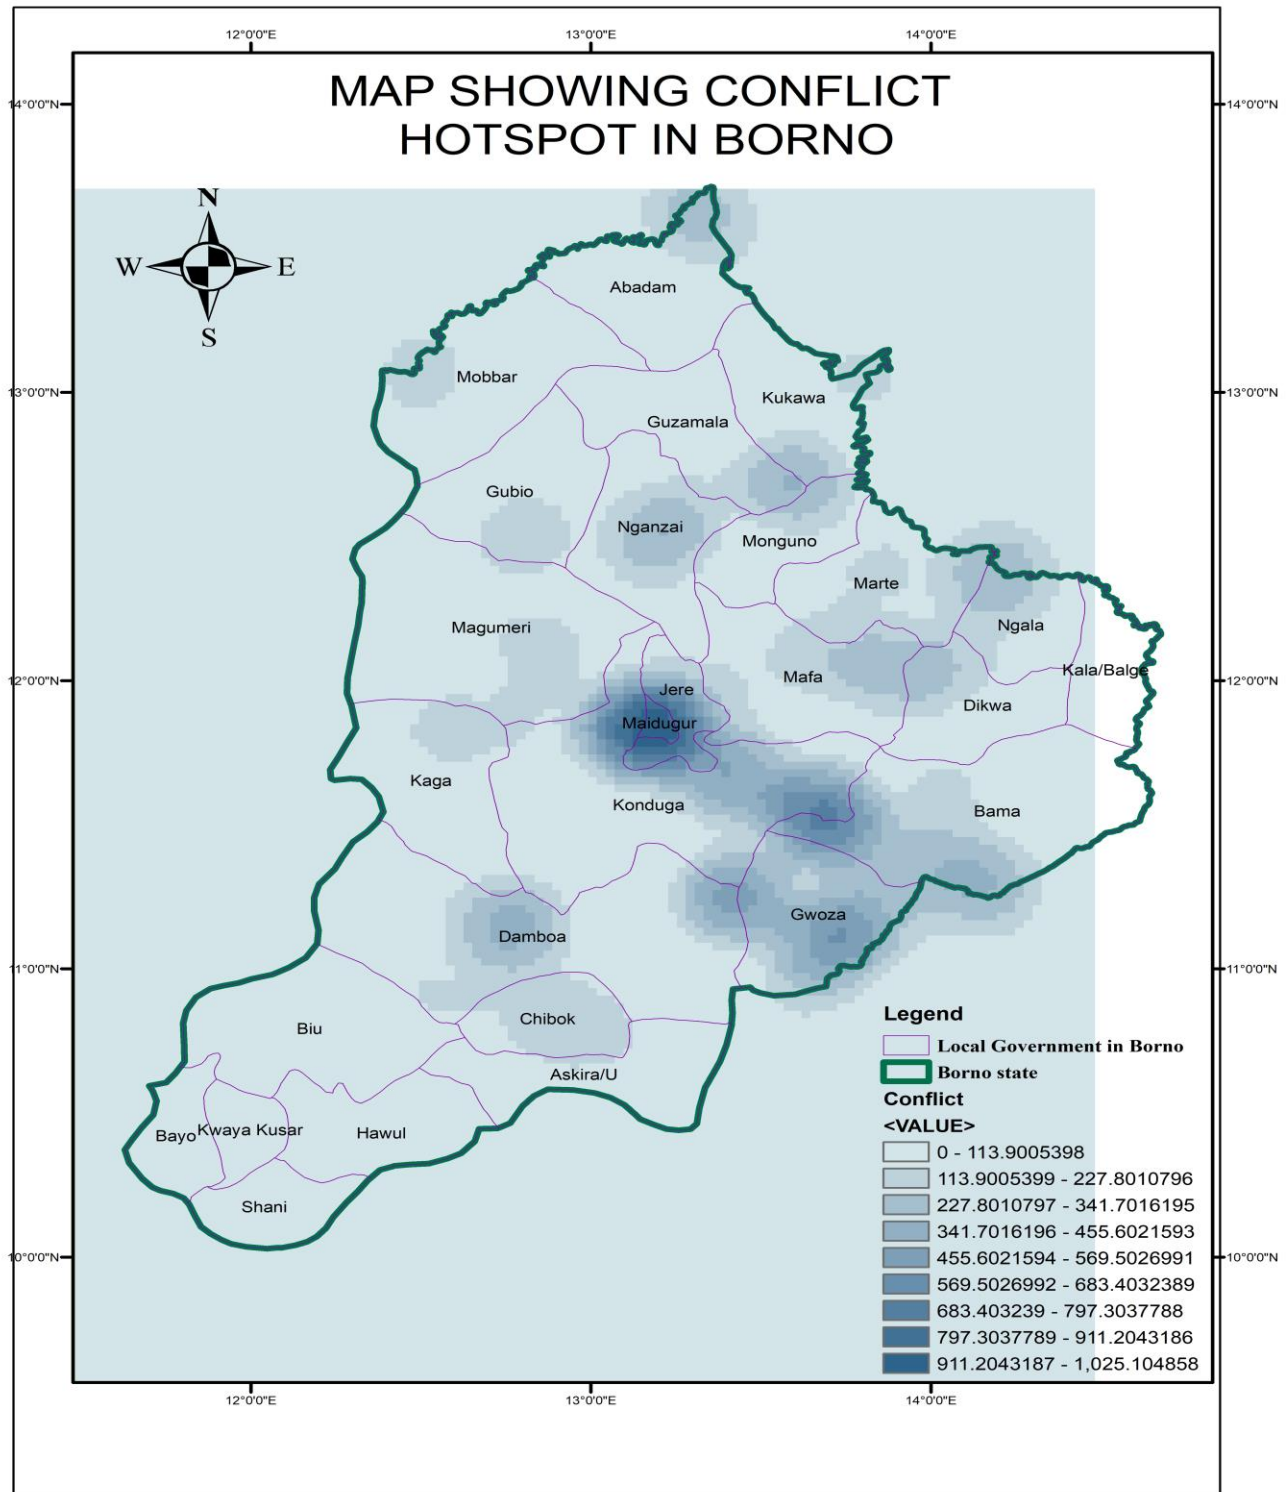 12°0'0"E 13°0'0"E 14°0'0"E
MAP SHOWING CONFLICT
HOTSPOT IN BORNO
14°0'0"N 14°0'0"N
N
W E
S
Abadam
Mobbar
13°0'0"N 13°0'0"N
Kukawa
Guzamala
Gubio
Nganzai
Monguno
Marte
Magumeri
Ngala
Kala/Balge
12°0'0"N 12°0'0"N
Mafa
Jere
Dikwa
Maidugur
Kaga
Konduga
Bama
Gwoza
Damboa
11°0'0"N 11°0'0"N
Chibok
Biu
Askira/U
Bayo
Kwaya Kusar
Hawul
Shani
10°0'0"N 10°0'0"N
Legend
Local Government in Borno
Borno state
Conflict
<VALUE>
0 - 113.9005398
113.9005399 - 227.8010796
227.8010797 - 341.7016195
341.7016196 - 455.6021593
455.6021594 - 569.5026991
569.5026992 - 683.4032389
683.403239 - 797.3037788
797.3037789 - 911.2043186
911.2043187 - 1,025.104858
12°0'0"E 13°0'0"E 14°0'0"E